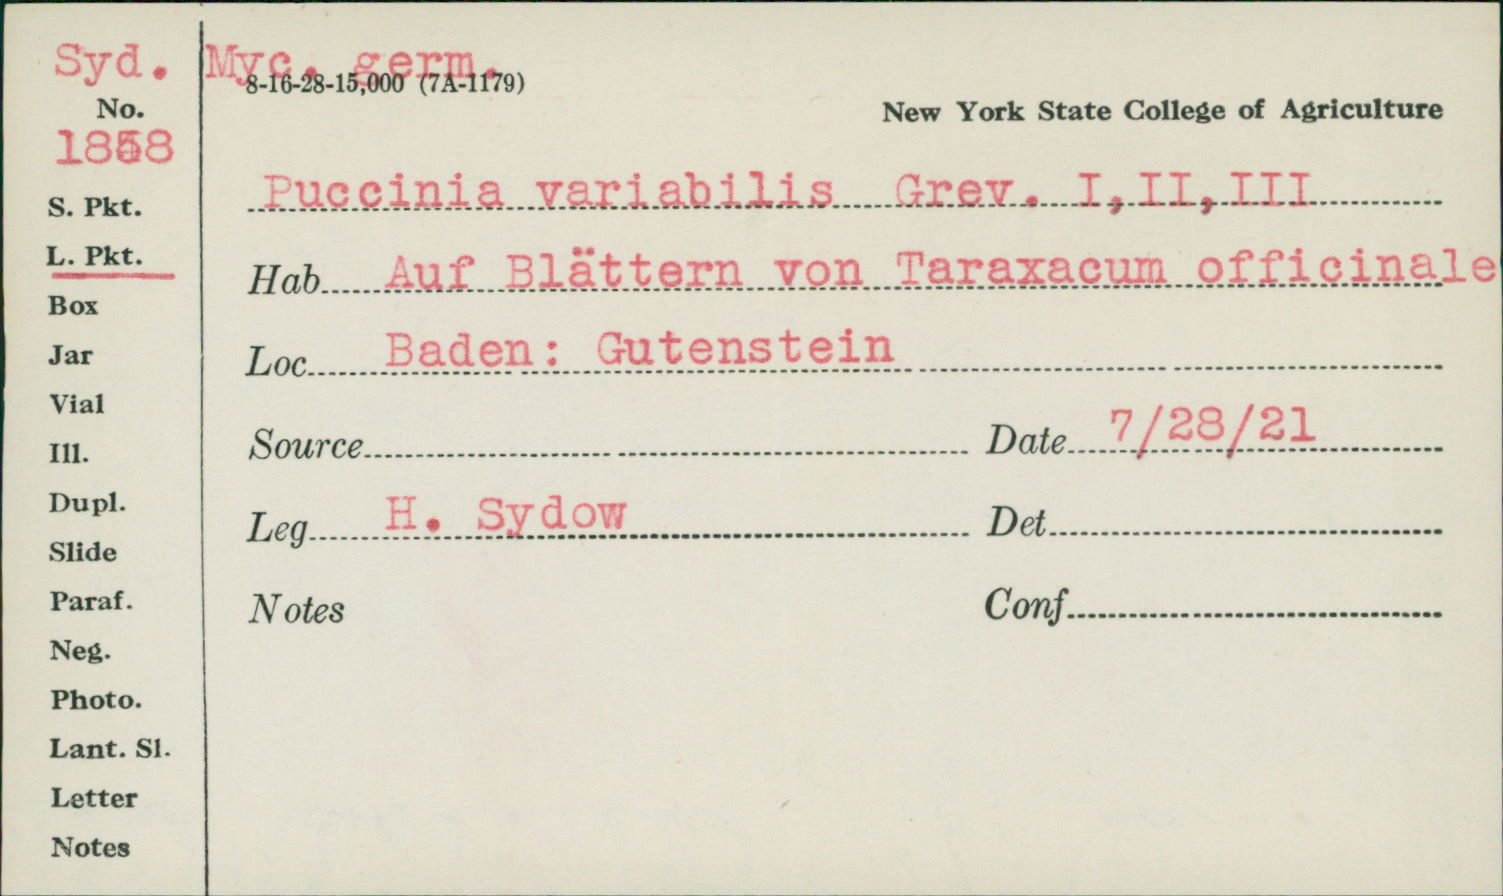 Syd. Myc. germ.
8-16-28-15,000 (7A-1179)
No.
New York State College of Agriculture
S. Pkt.
Puccinia variabilis Grev. I,II,III
L. Pkt.
Hab. Auf Blättern von Taraxacum officinale
Box
Jar
Loc. Baden: Gutenstein
Vial
Ill.
Source Date 7/28/21
Dupl.
Leg. H. Sydow Det.
Slide
Paraf.
Notes Conf.
Neg.
Photo.
Lant. Sl.
Letter
Notes